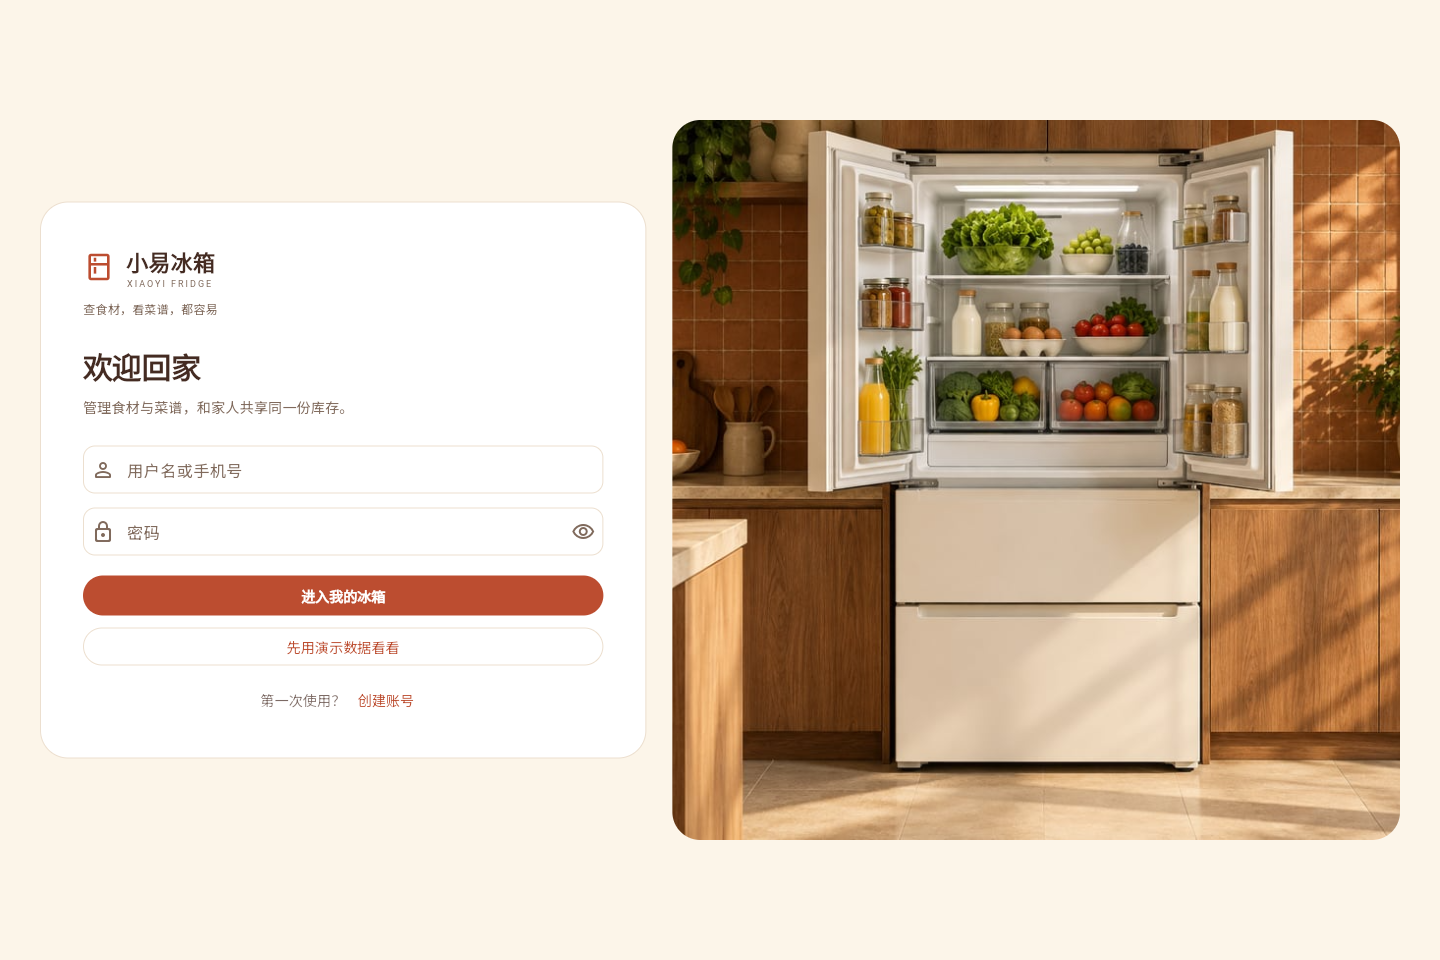 小易冰箱
XIAOYI FRIDGE
查食材，看菜谱，都容易
欢迎回家
管理食材与菜谱，和家人共享同一份库存。
用户名或手机号
密码
进入我的冰箱
先用演示数据看看
第一次使用？ 创建账号